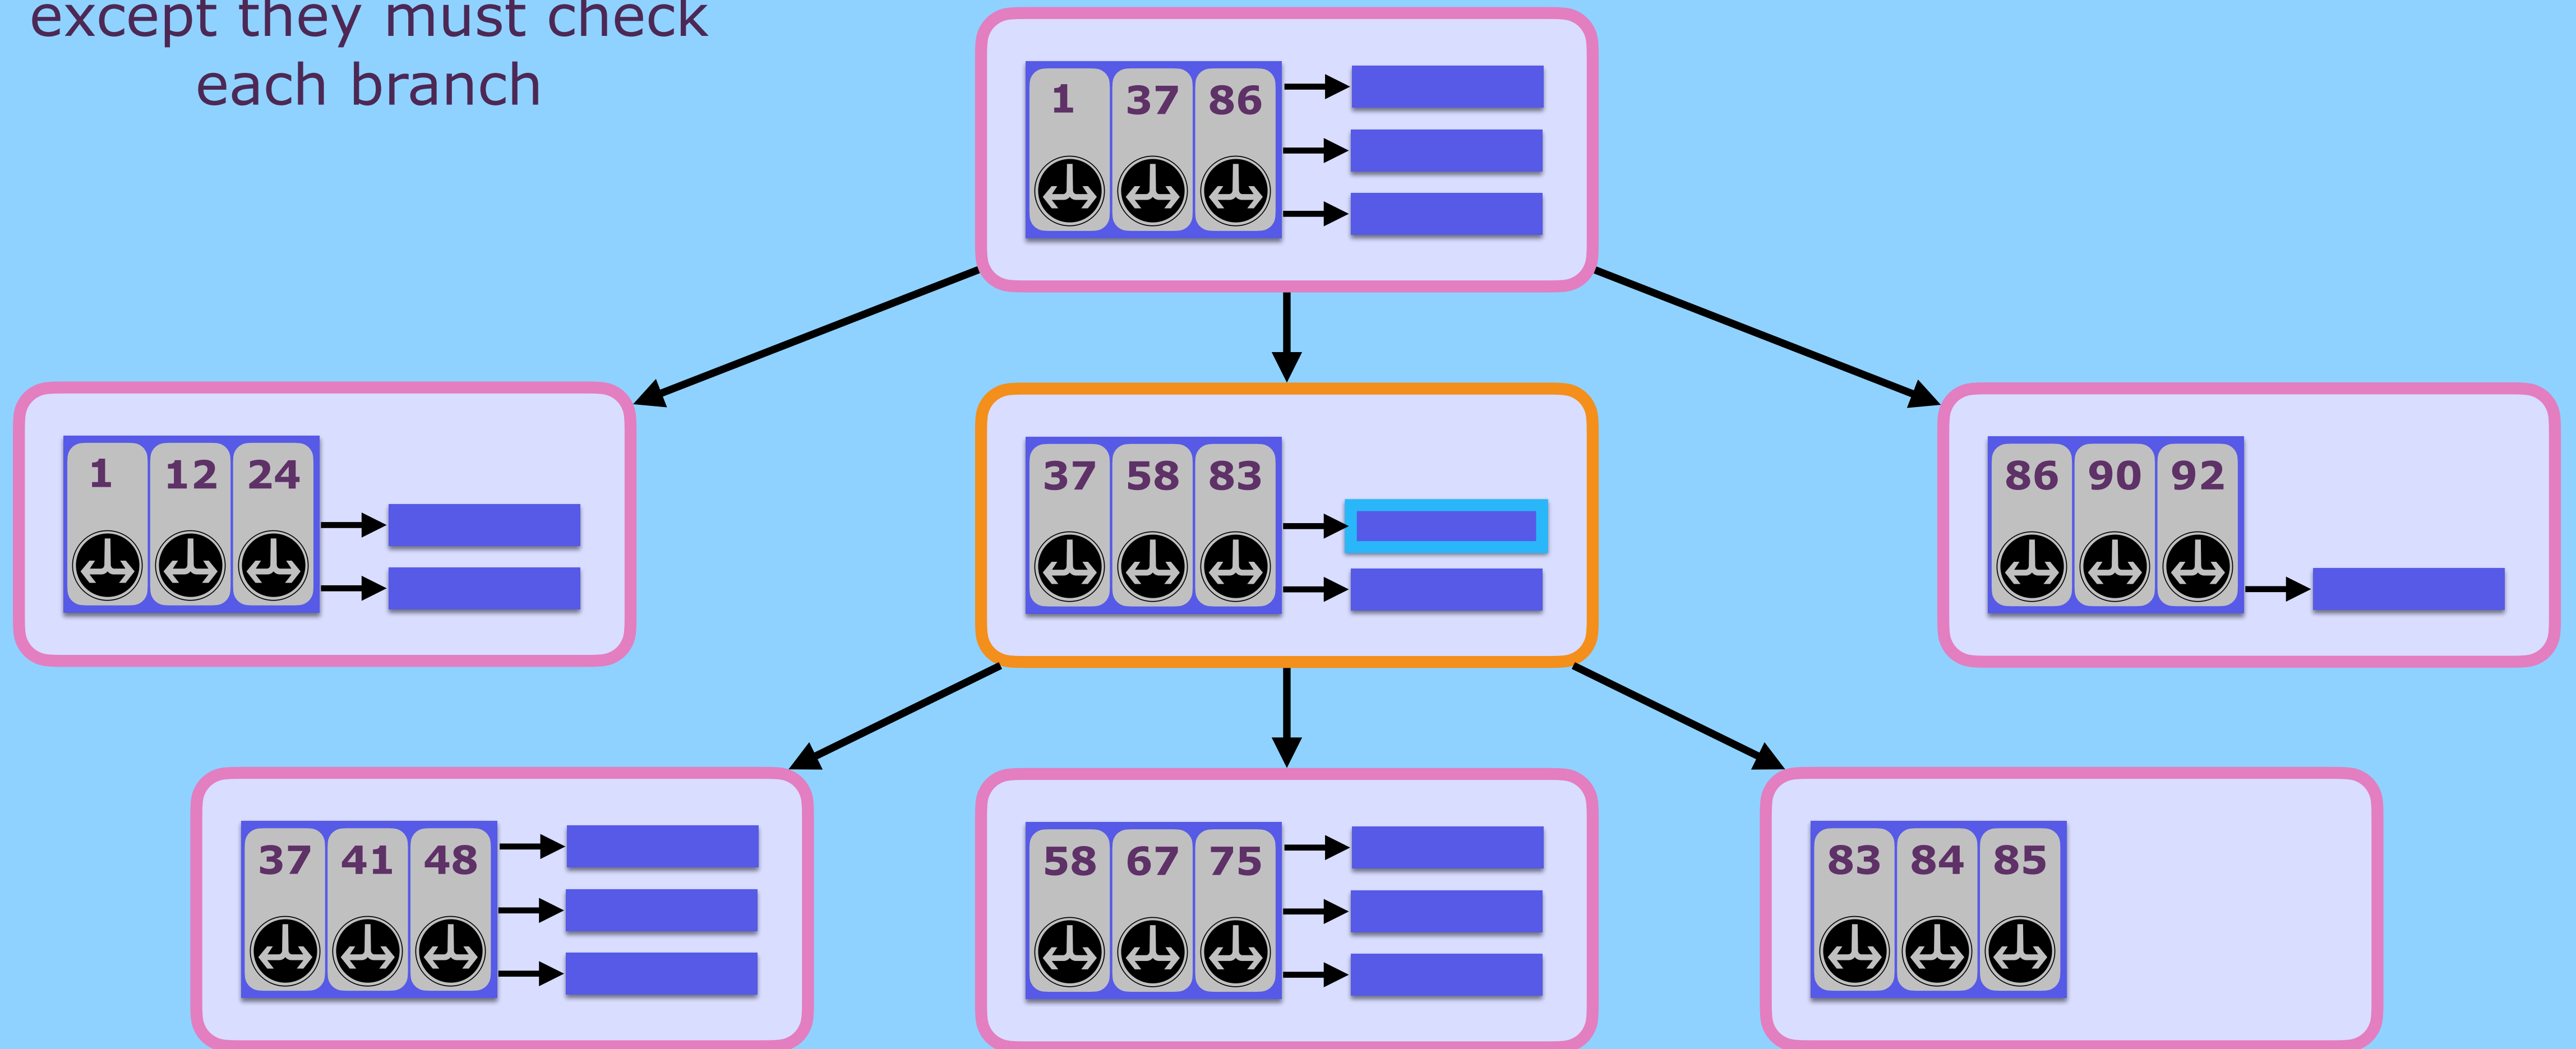 except they must check
each branch
1 37 86
1 12 24
37 58 83
86 90 92
37 41 48
58 67 75
83 84 85